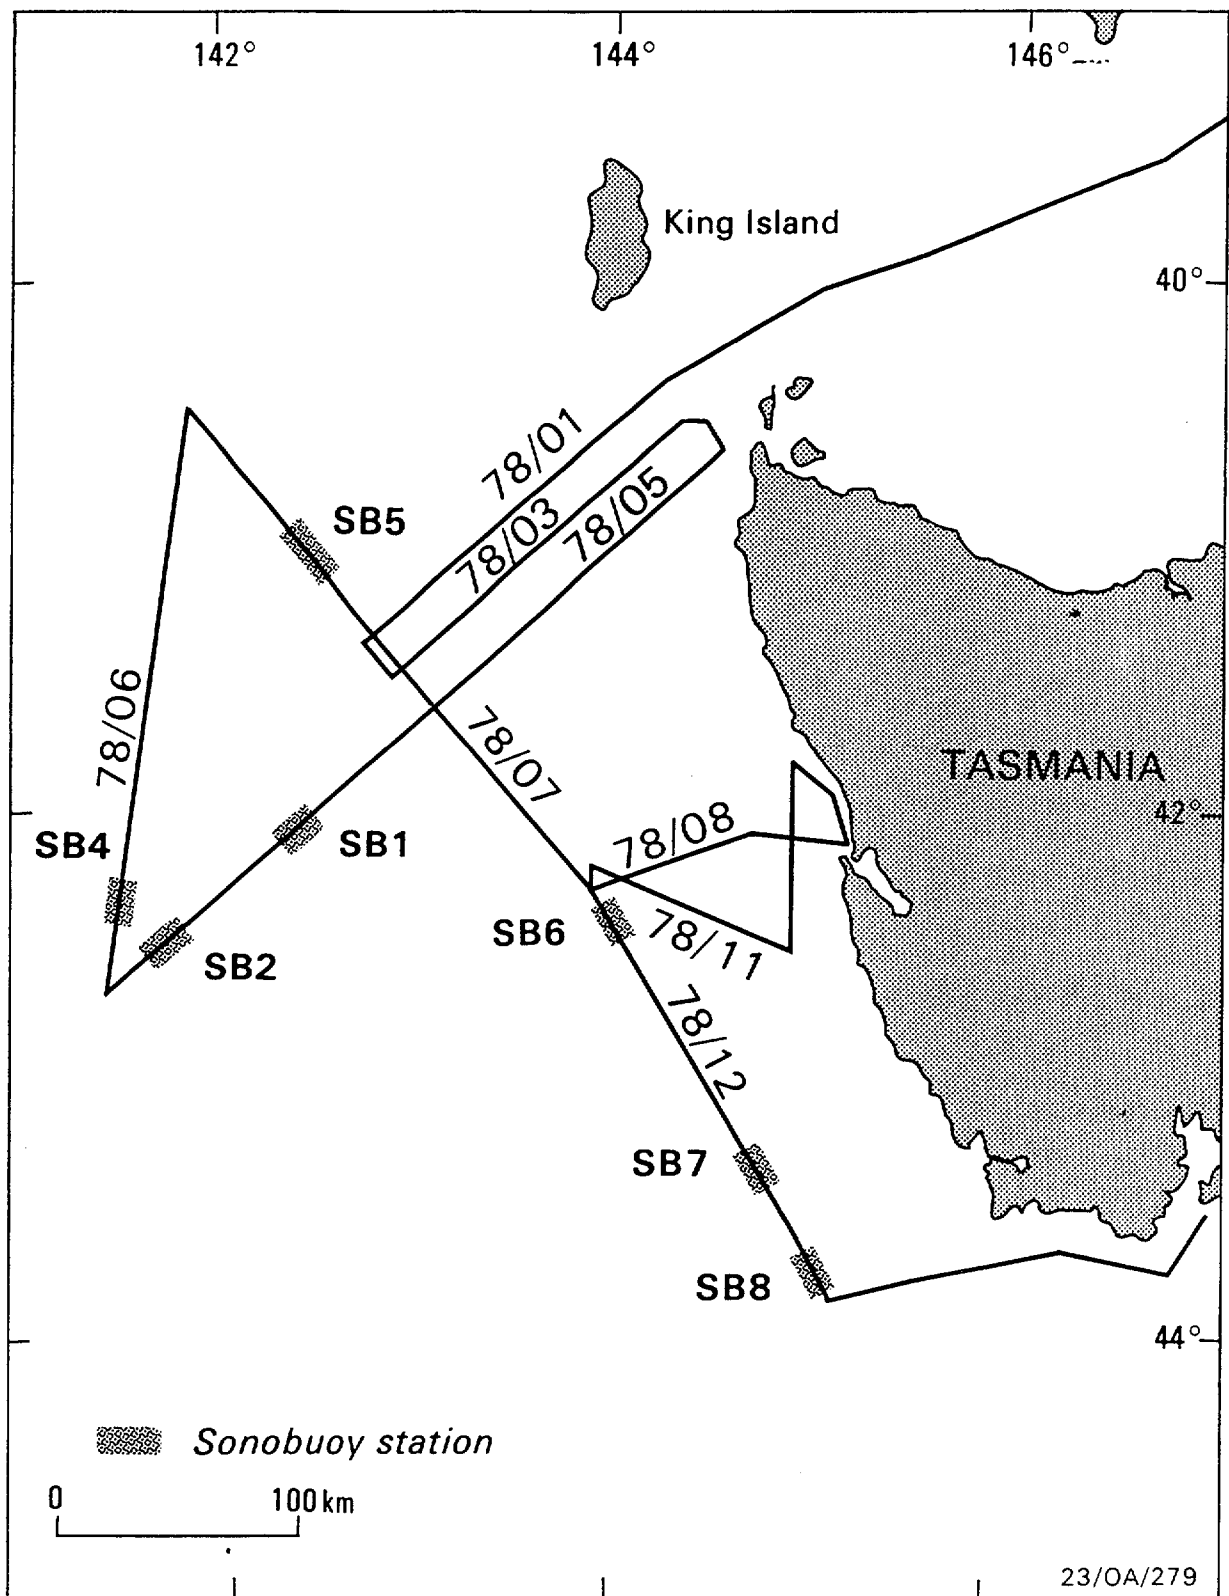 142°
144°
146°
King Island
40°
78/01
78/03
78/05
SB5
78/06
78/07
TASMANIA
42°
78/08
SB4
SB1
SB6
78/11
SB2
78/12
SB7
SB8
44°
Sonobuoy station
0
100 km
23/OA/279